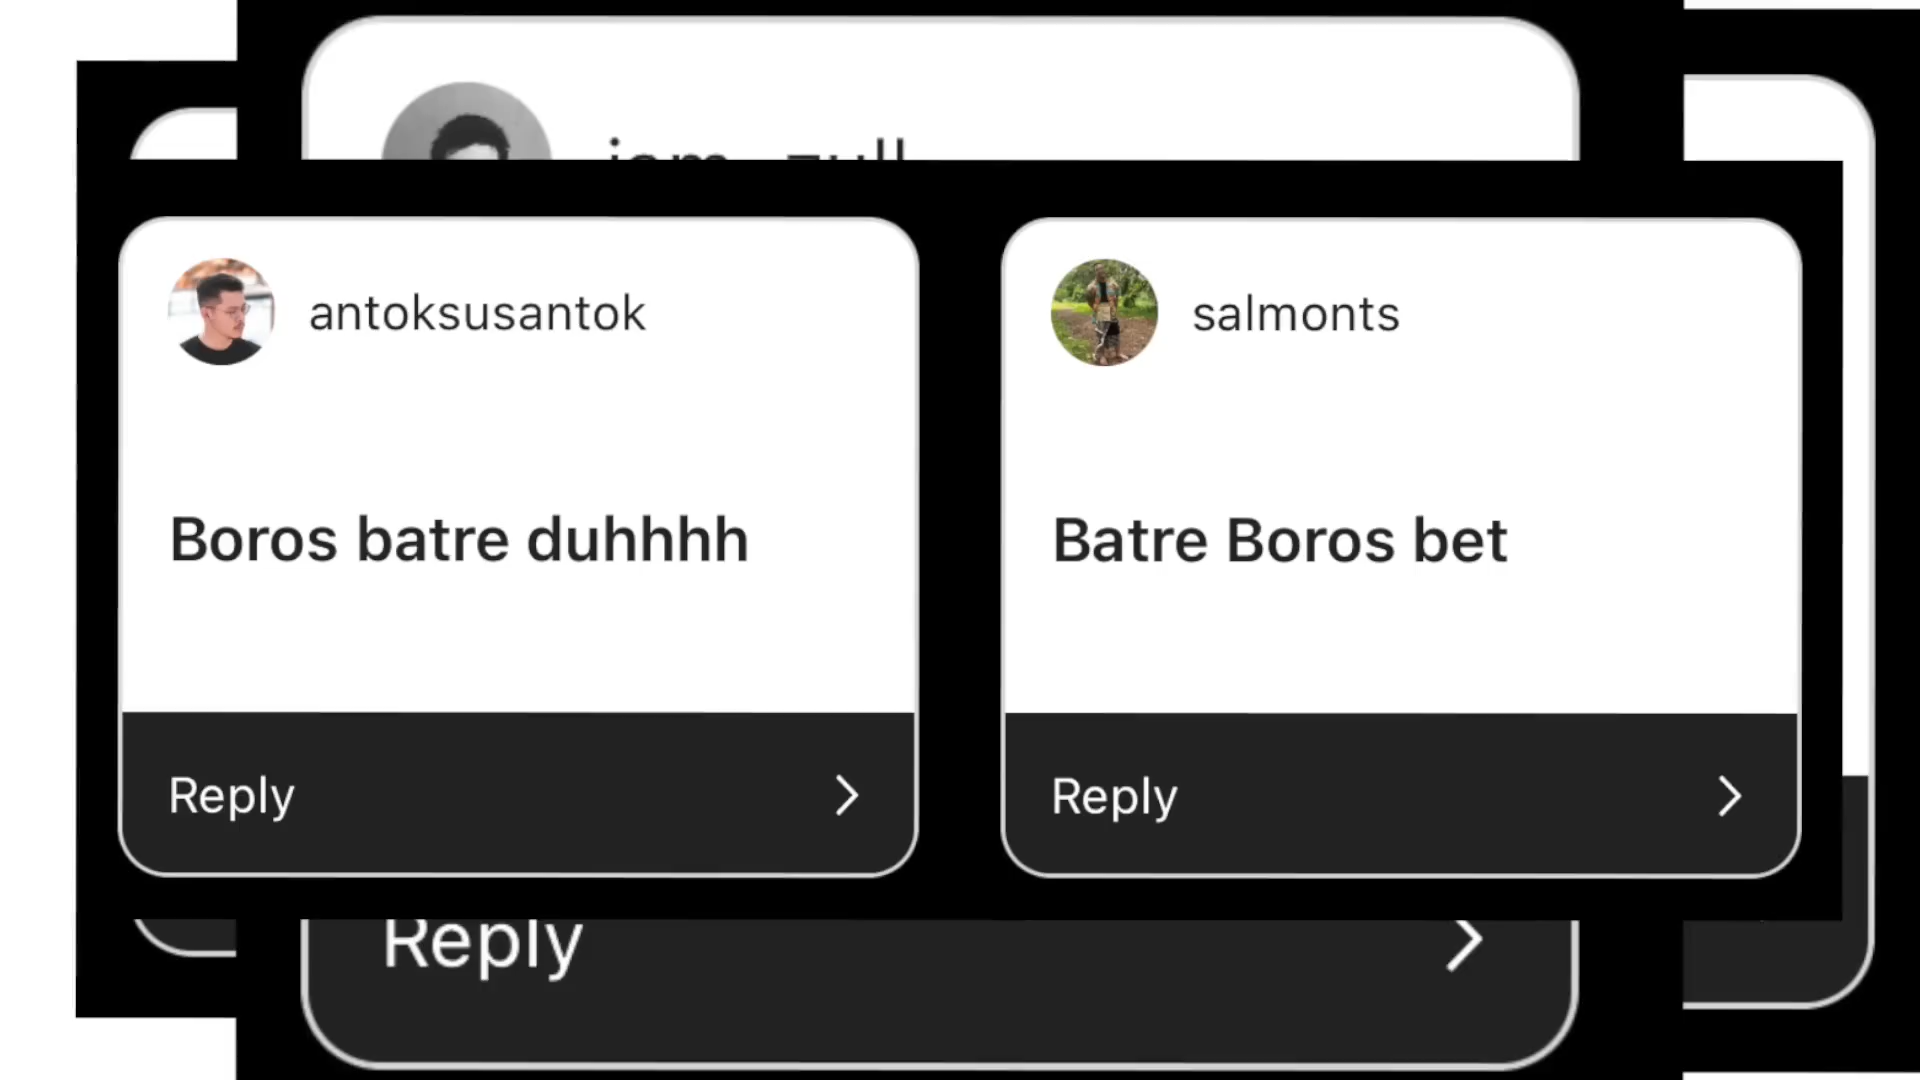 antoksusantok
Boros batre duhhhh
Reply
salmonts
Batre Boros bet
Reply
Reply